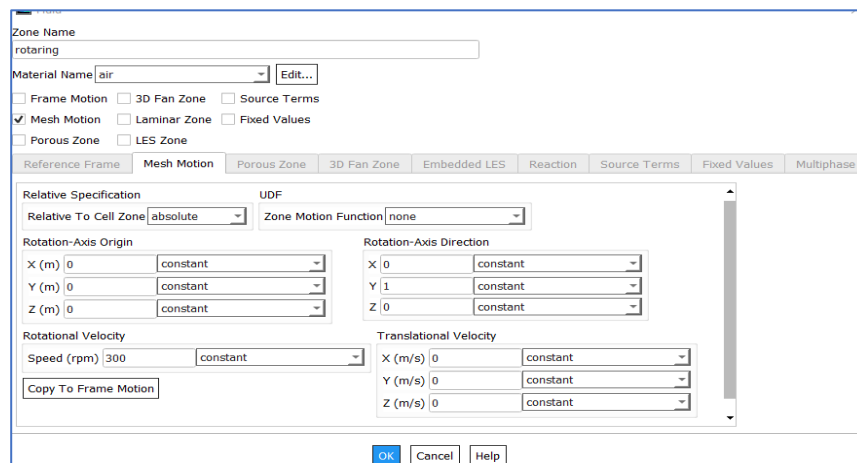 Zone Name
rotaring
Material Name air Edit...
Frame Motion 3D Fan Zone Source Terms
Mesh Motion Laminar Zone Fixed Values
Porous Zone LES Zone
Reference Frame Mesh Motion Porous Zone 3D Fan Zone Embedded LES Reaction Source Terms Fixed Values Multiphase
Relative Specification UDF
Relative To Cell Zone absolute Zone Motion Function none
Rotation-Axis Origin Rotation-Axis Direction
X (m) 0 constant X 0 constant
Y (m) 0 constant Y 1 constant
Z (m) 0 constant Z 0 constant
Rotational Velocity Translational Velocity
Speed (rpm) 300 constant X (m/s) 0 constant
Copy To Frame Motion Y (m/s) 0 constant
Z (m/s) 0 constant
OK Cancel Help